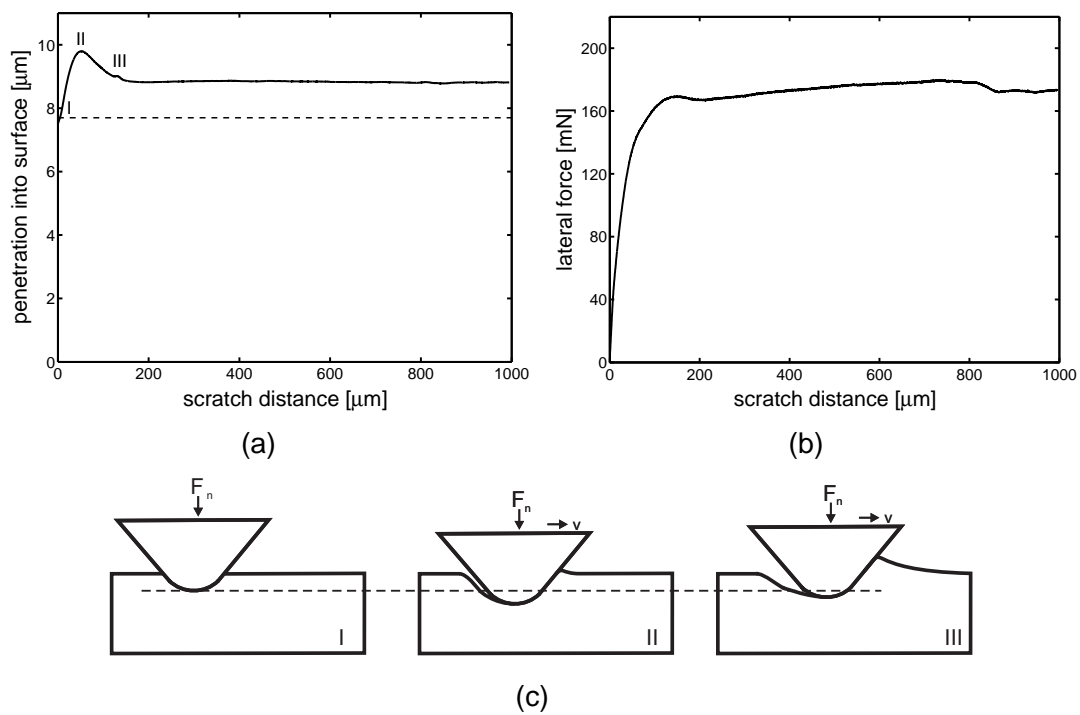 penetration into surface [μm]
10
8
6
4
2
0
I
II
III
0 200 400 600 800 1000
scratch distance [μm]
(a)
lateral force [mN]
200
160
120
80
40
0
0 200 400 600 800 1000
scratch distance [μm]
(b)
Fn
I
Fn
v
II
Fn
v
III
(c)